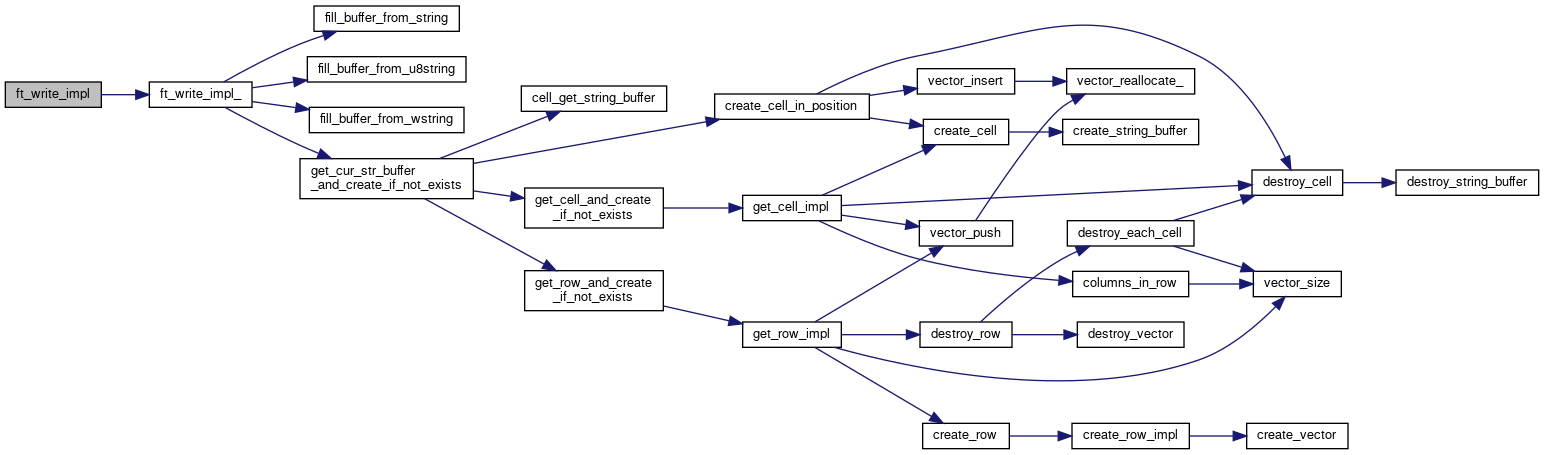 ft_write_impl
ft_write_impl_
fill_buffer_from_string
fill_buffer_from_u8string
fill_buffer_from_wstring
get_cur_str_buffer
_and_create_if_not_exists
cell_get_string_buffer
get_cell_and_create
_if_not_exists
get_row_and_create
_if_not_exists
create_cell_in_position
get_cell_impl
get_row_impl
vector_insert
create_cell
vector_push
destroy_row
create_row
vector_reallocate_
create_string_buffer
destroy_each_cell
columns_in_row
destroy_vector
create_row_impl
destroy_cell
vector_size
create_vector
destroy_string_buffer